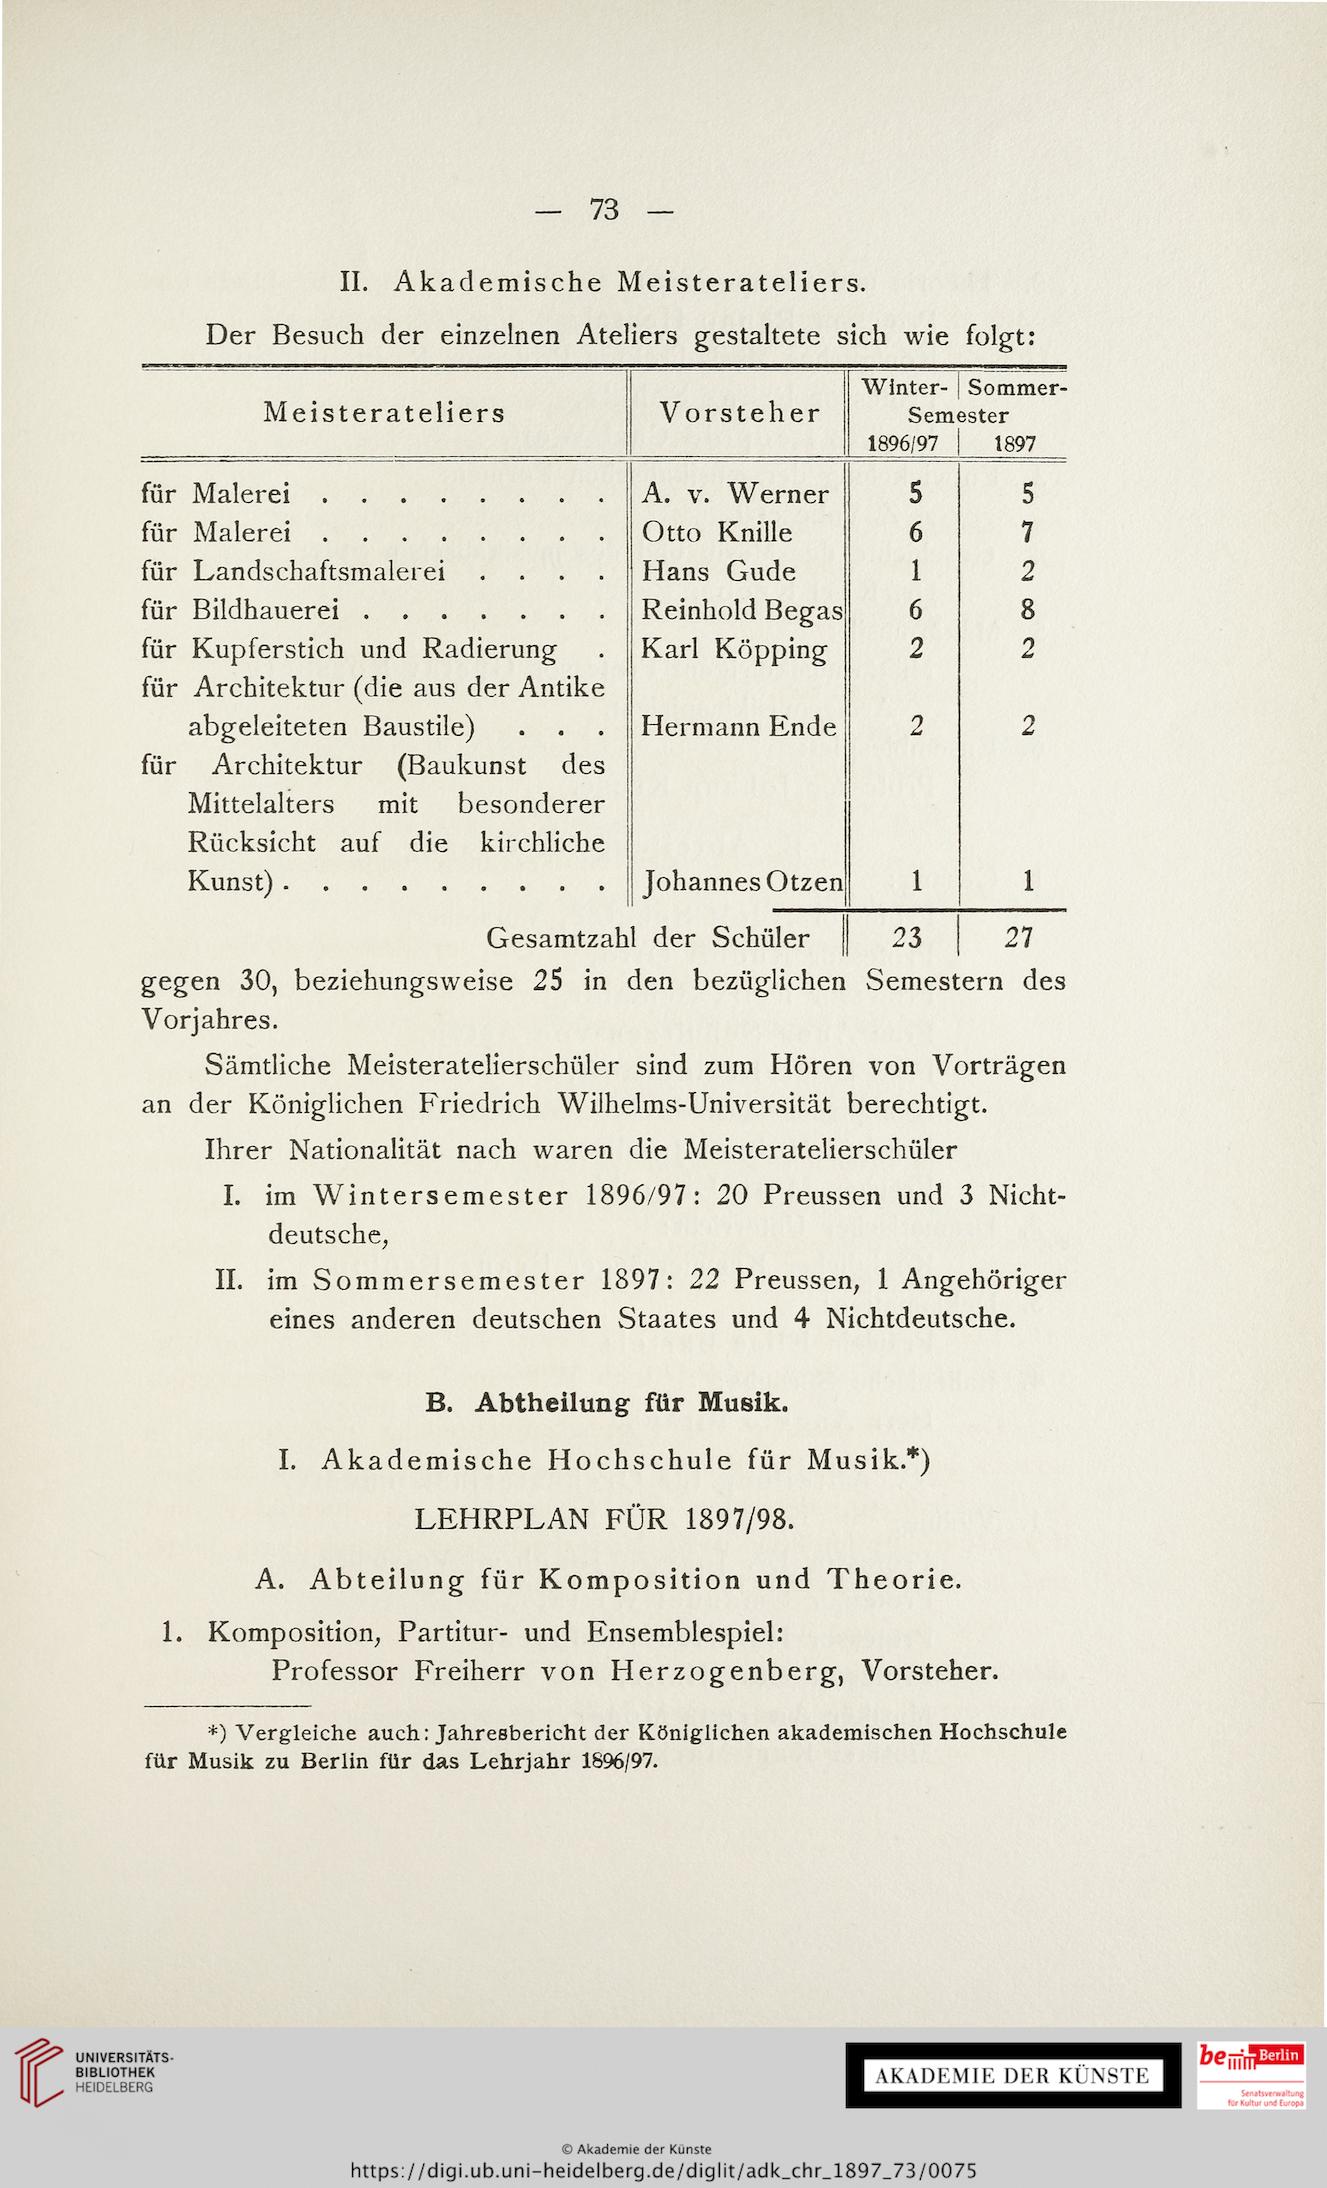 — 73 —
II. Akademische Meisterateliers.
Der Besuch der einzelnen Ateliers gestaltete sich wie folgt:
Meisterateliers Vorsteher Winter- Sommer-
Semester
1896/97 1897
für Malerei . . . . . . . . A. v. Werner 5 5
für Malerei . . . . . . . . Otto Knille 6 7
für Landschaftsmalerei . . . . Hans Gude 1 2
für Bildhauerei . . . . . . . Reinhold Begas 6 8
für Kupferstich und Radierung . Karl Köpping 2 2
für Architektur (die aus der Antike
abgeleiteten Baustile) . . . Hermann Ende 2 2
für Architektur (Baukunst des
Mittelalters mit besonderer
Rücksicht auf die kirchliche
Kunst) . . . . . . . . . Johannes Otzen 1 1
Gesamtzahl der Schüler 23 27
gegen 30, beziehungsweise 25 in den bezüglichen Semestern des
Vorjahres.
Sämtliche Meisteratelierschüler sind zum Hören von Vorträgen
an der Königlichen Friedrich Wilhelms-Universität berechtigt.
Ihrer Nationalität nach waren die Meisteratelierschüler
I. im Wintersemester 1896/97: 20 Preussen und 3 Nicht-
deutsche,
II. im Sommersemester 1897: 22 Preussen, 1 Angehöriger
eines anderen deutschen Staates und 4 Nichtdeutsche.
B. Abtheilung für Musik.
I. Akademische Hochschule für Musik.*)
LEHRPLAN FÜR 1897/98.
A. Abteilung für Komposition und Theorie.
1. Komposition, Partitur- und Ensemblespiel:
Professor Freiherr von Herzogenberg, Vorsteher.
*) Vergleiche auch: Jahresbericht der Königlichen akademischen Hochschule
für Musik zu Berlin für das Lehrjahr 1896/97.
UNIVERSITÄTS-
BIBLIOTHEK
HEIDELBERG
AKADEMIE DER KÜNSTE
be Berlin
Senatsverwaltung
für Kultur und Europa
© Akademie der Künste
https://digi.ub.uni-heidelberg.de/diglit/adk_chr_1897_73/0075